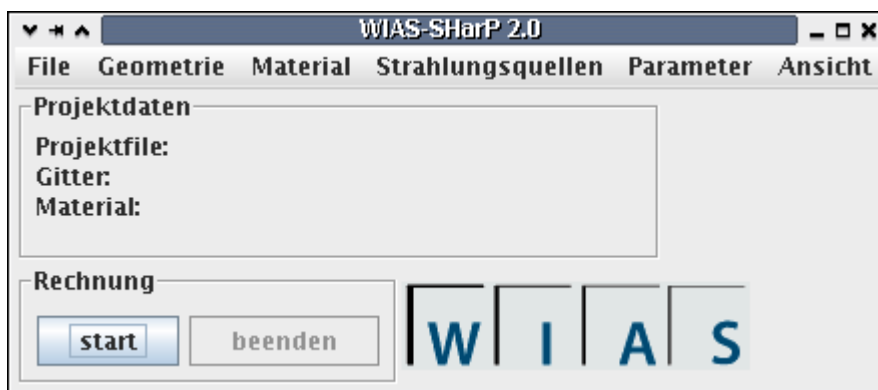 WIAS-SHarP 2.0
File Geometrie Material Strahlungsquellen Parameter Ansicht
Projektdaten
Projektfile:
Gitter:
Material:
Rechnung
start beenden
W I A S